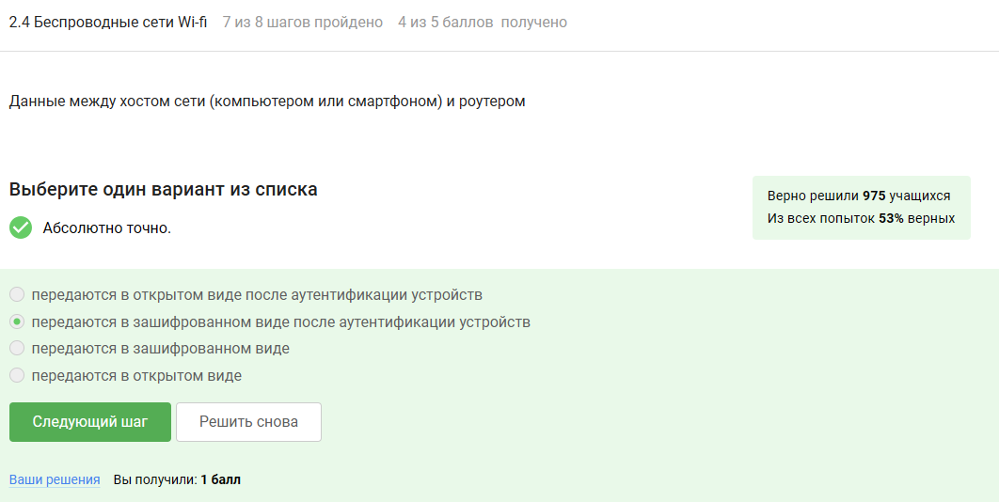 2.4 Беспроводные сети Wi-fi 7 из 8 шагов пройдено 4 из 5 баллов получено
Данные между хостом сети (компьютером или смартфоном) и роутером
Выберите один вариант из списка
Абсолютно точно.
Верно решили 975 учащихся
Из всех попыток 53% верных
передаются в открытом виде после аутентификации устройств
передаются в зашифрованном виде после аутентификации устройств
передаются в зашифрованном виде
передаются в открытом виде
Следующий шаг Решить снова
Ваши решения Вы получили: 1 балл